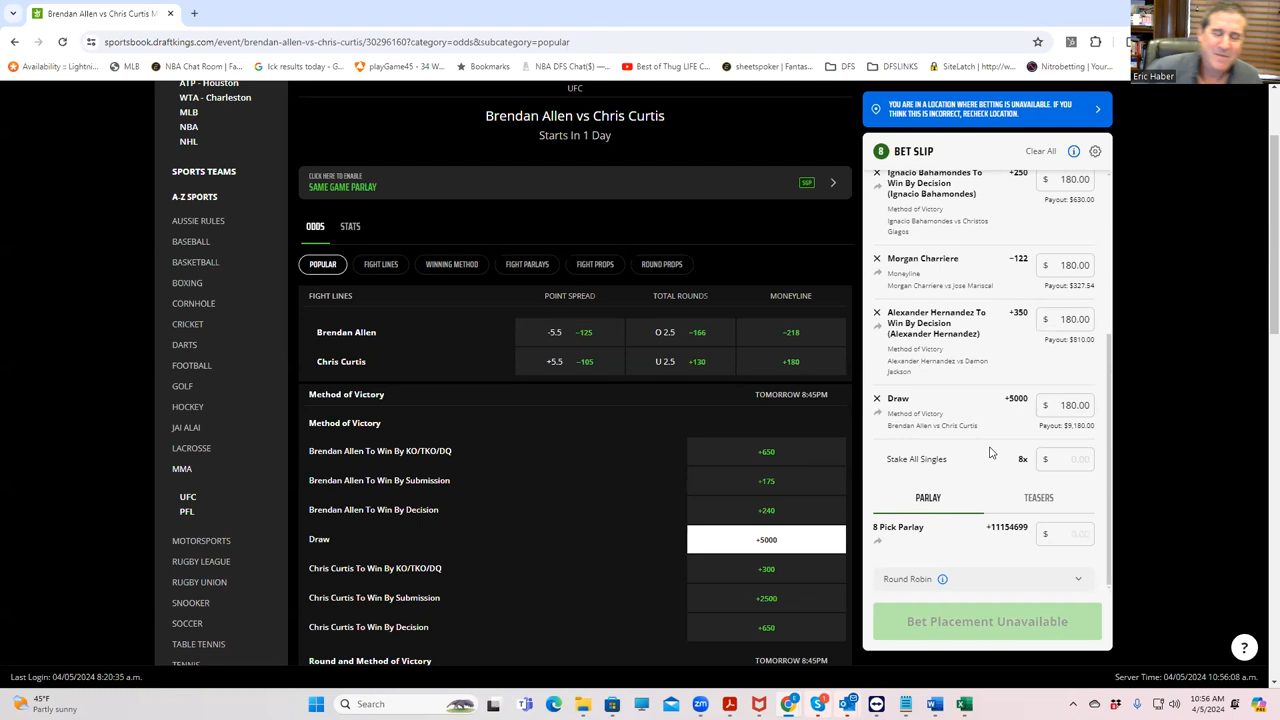 Brendan Allen vs Chris Curtis M
sportsbook.draftkings.com/event/brendan-allen-vs-chris-curtis/30296160?category=odds&subcategory=popular
Availability :: Lightni...
MLB
NBA Chat Room | Fa...
Ick results today - G...
playGame45 - 34 W...
Bookmarks
NBA DFS Chat($) -...
Best of Thug LIFE C...
sheetspoker | Fantas...
DFS
DFSLINKS
SiteLatch | http://w...
Nitrobetting | Your...
Eric Haber
ATP - Houston
WTA - Charleston
MLB
NBA
NHL
SPORTS TEAMS
A-Z SPORTS
AUSSIE RULES
BASEBALL
BASKETBALL
BOXING
CORNHOLE
CRICKET
DARTS
FOOTBALL
GOLF
HOCKEY
JAI ALAI
LACROSSE
MMA
UFC
PFL
MOTORSPORTS
RUGBY LEAGUE
RUGBY UNION
SNOOKER
SOCCER
TABLE TENNIS
TENNIS
UFC
Brendan Allen vs Chris Curtis
Starts In 1 Day
CLICK HERE TO ENABLE
SAME GAME PARLAY
SGP
ODDS STATS
POPULAR FIGHT LINES WINNING METHOD FIGHT PARLAYS FIGHT PROPS ROUND PROPS
FIGHT LINES POINT SPREAD TOTAL ROUNDS MONEYLINE
Brendan Allen -5.5 −125 O 2.5 −166 −218
Chris Curtis +5.5 −105 U 2.5 +130 +180
Method of Victory TOMORROW 8:45PM
Method of Victory
Brendan Allen To Win By KO/TKO/DQ +650
Brendan Allen To Win By Submission +175
Brendan Allen To Win By Decision +240
Draw +5000
Chris Curtis To Win By KO/TKO/DQ +300
Chris Curtis To Win By Submission +2500
Chris Curtis To Win By Decision +650
Round and Method of Victory TOMORROW 8:45PM
YOU ARE IN A LOCATION WHERE BETTING IS UNAVAILABLE. IF YOU
THINK THIS IS INCORRECT, RECHECK LOCATION.
8 BET SLIP Clear All
Ignacio Bahamondes To +250 $ 180.00
Win By Decision
(Ignacio Bahamondes) Payout: $630.00
Method of Victory
Ignacio Bahamondes vs Christos
Giagos
Morgan Charriere −122 $ 180.00
Moneyline
Morgan Charriere vs Jose Mariscal Payout: $327.54
Alexander Hernandez To +350 $ 180.00
Win By Decision
(Alexander Hernandez) Payout: $810.00
Method of Victory
Alexander Hernandez vs Damon
Jackson
Draw +5000 $ 180.00
Method of Victory
Brendan Allen vs Chris Curtis Payout: $9,180.00
Stake All Singles 8x $ 0.00
PARLAY TEASERS
8 Pick Parlay +11154699 $ 0.00
Round Robin
Bet Placement Unavailable
?
Last Login: 04/05/2024 8:20:35 a.m. Server Time: 04/05/2024 10:56:08 a.m.
45°F
Partly sunny
Search
10:56 AM
4/5/2024